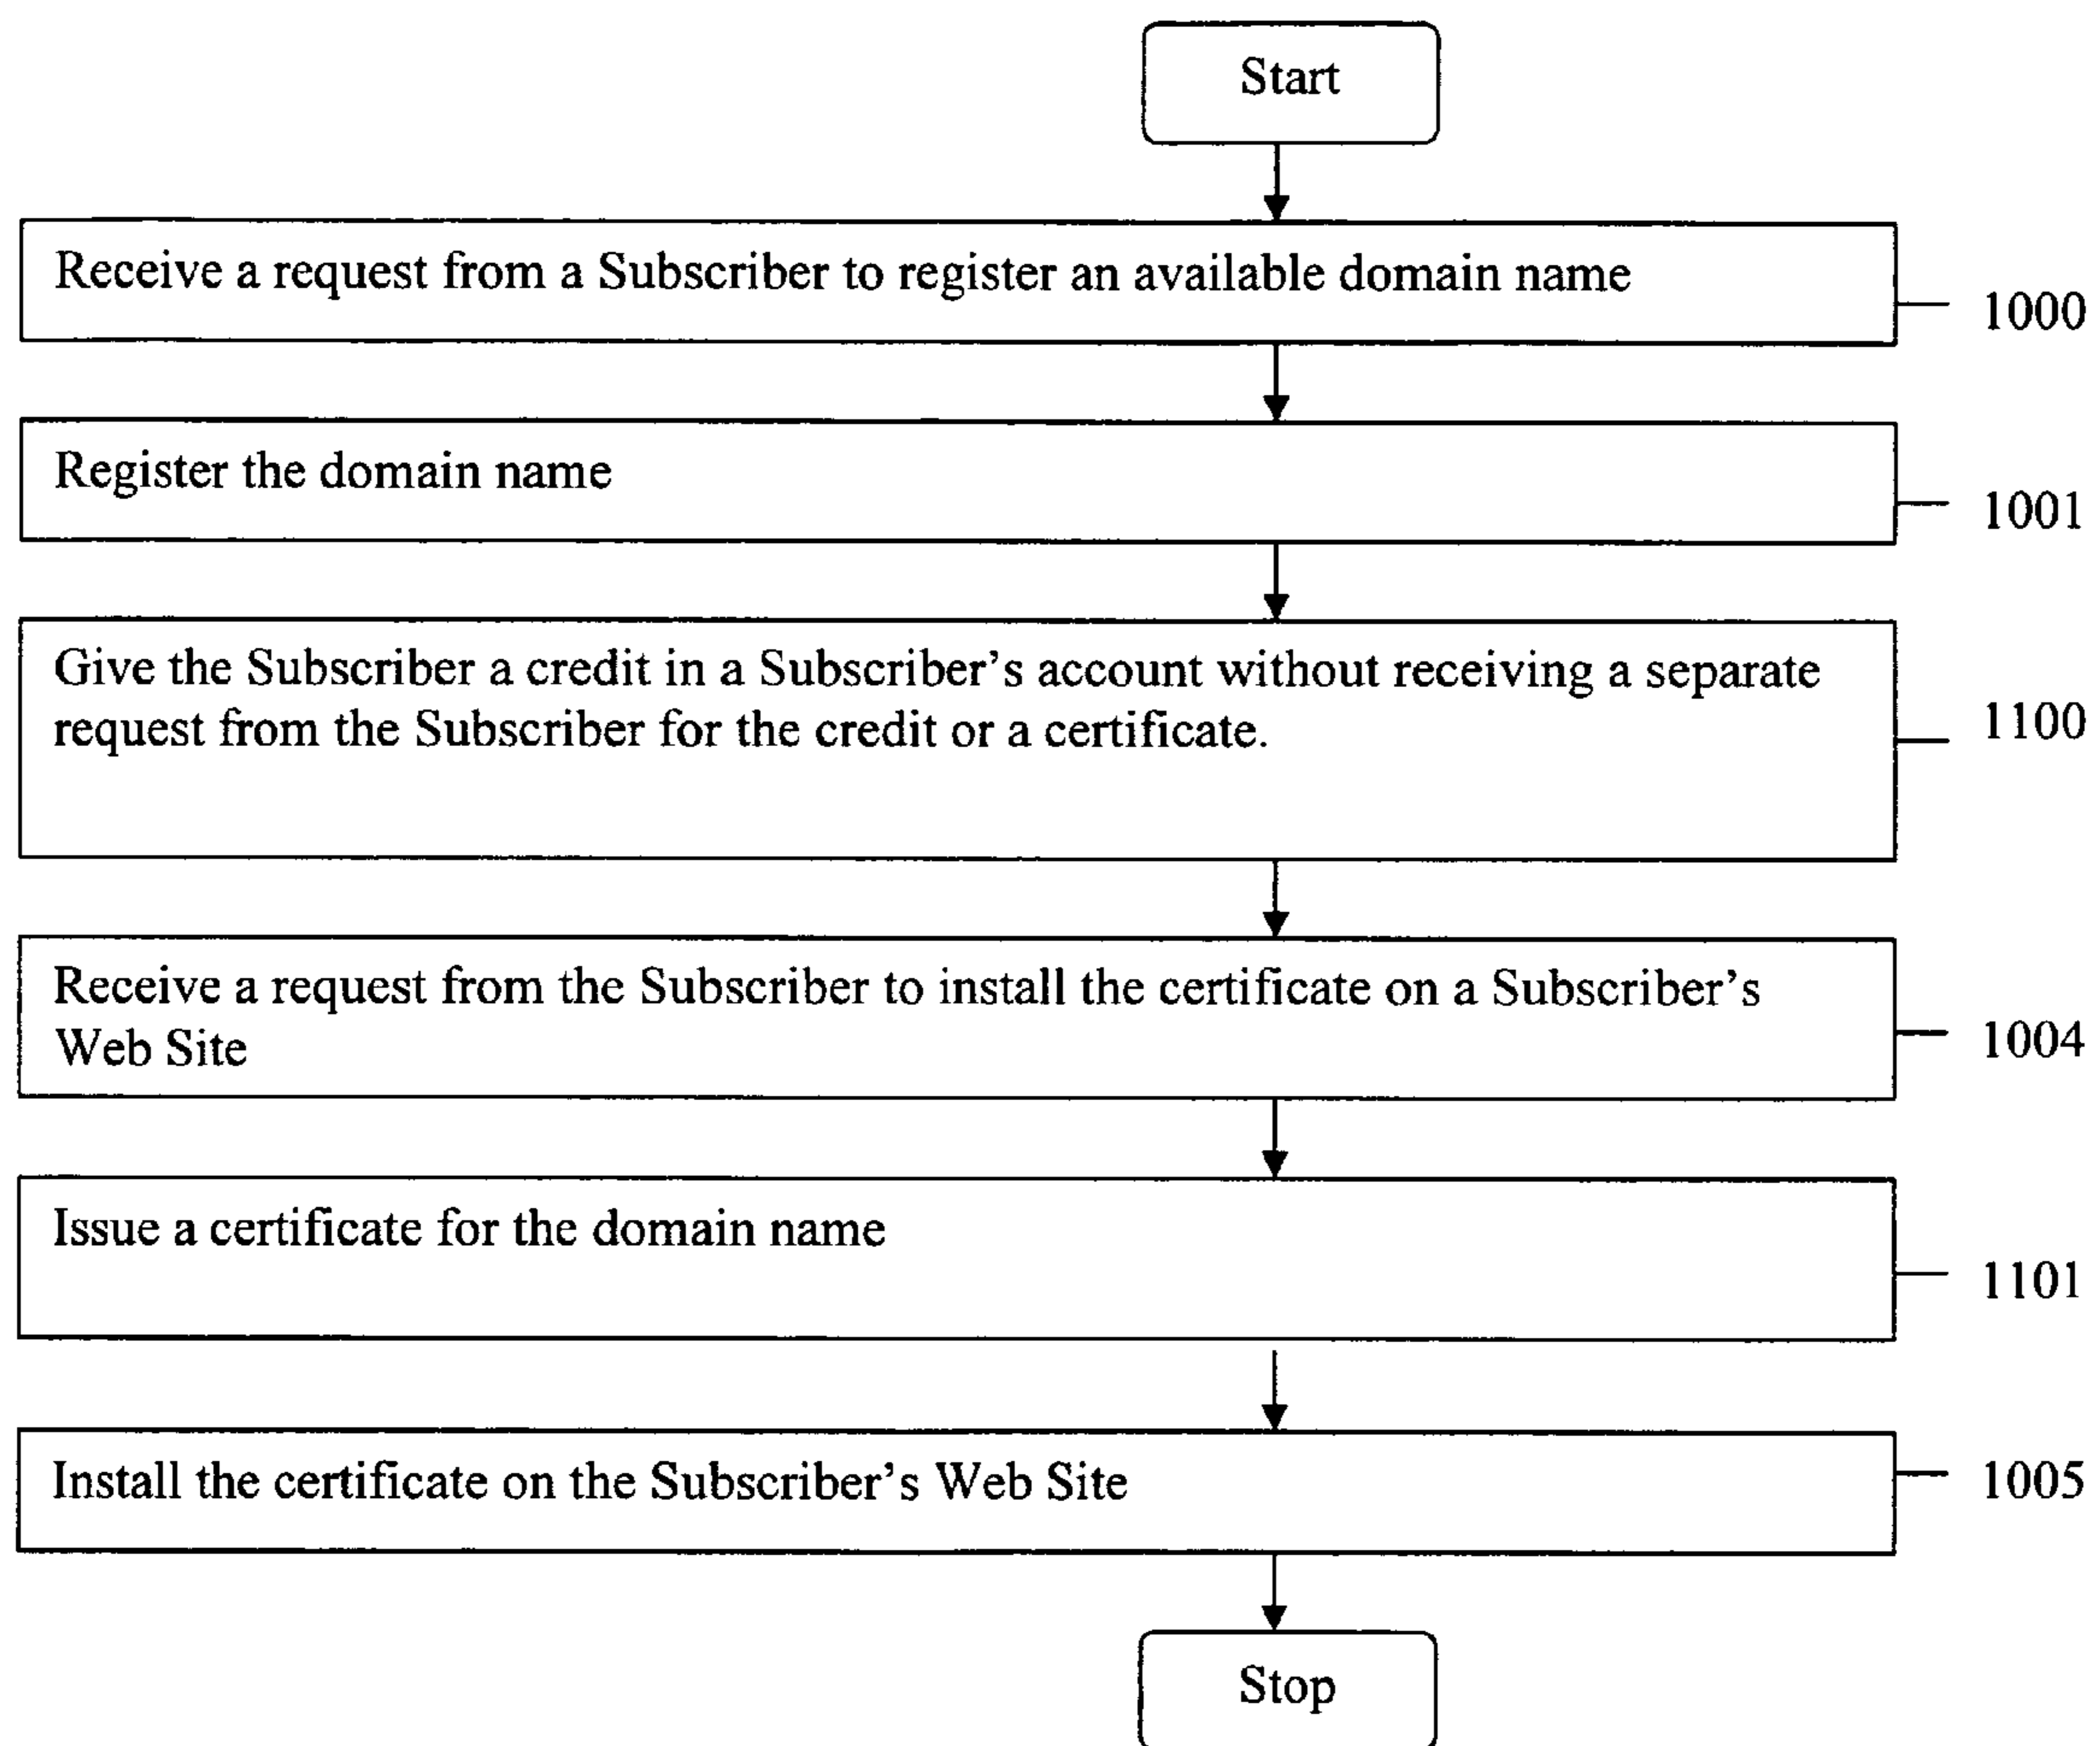 Start
Receive a request from a Subscriber to register an available domain name
1000
Register the domain name
1001
Give the Subscriber a credit in a Subscriber's account without receiving a separate
request from the Subscriber for the credit or a certificate.
1100
Receive a request from the Subscriber to install the certificate on a Subscriber's
Web Site
1004
Issue a certificate for the domain name
1101
Install the certificate on the Subscriber's Web Site
1005
Stop